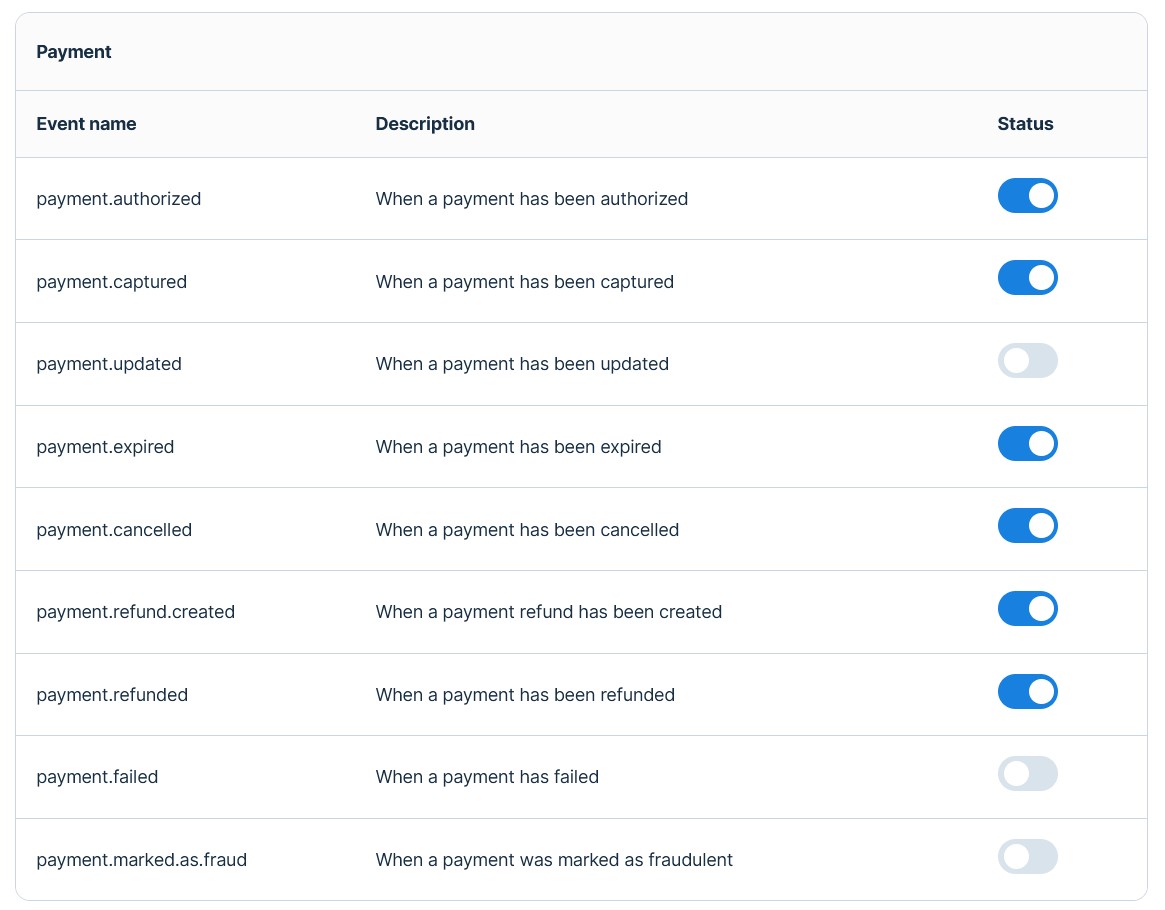 Payment
Event name Description Status
payment.authorized When a payment has been authorized
payment.captured When a payment has been captured
payment.updated When a payment has been updated
payment.expired When a payment has been expired
payment.cancelled When a payment has been cancelled
payment.refund.created When a payment refund has been created
payment.refunded When a payment has been refunded
payment.failed When a payment has failed
payment.marked.as.fraud When a payment was marked as fraudulent